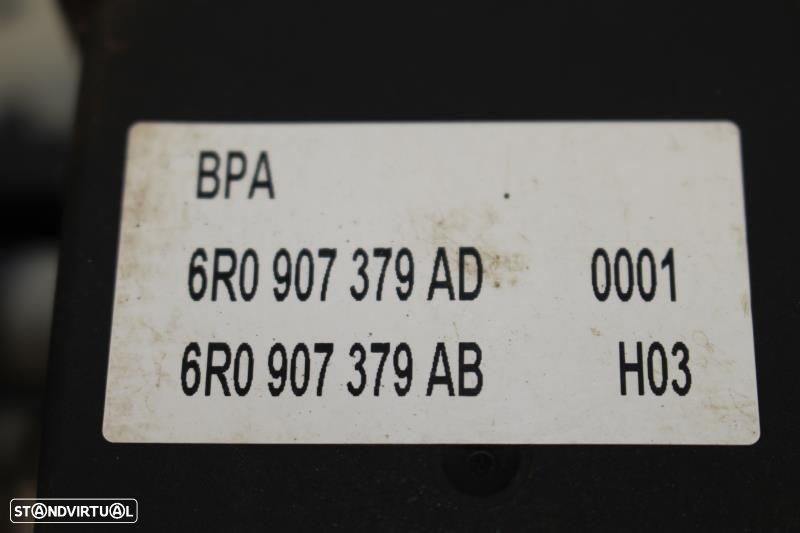 BPA
6R0 907 379 AD 0001
6R0 907 379 AB H03
STANDVIRTUAL